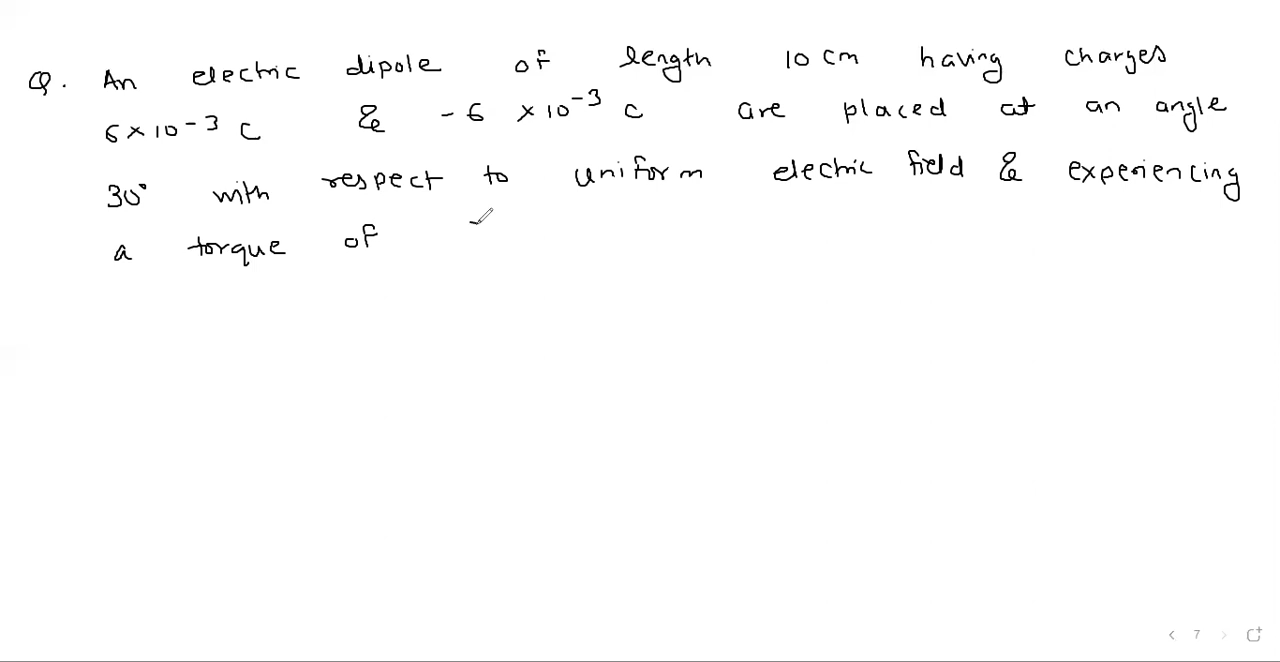 Q. An electric dipole of length 10 cm having charges
6×10⁻³ C & -6 ×10⁻³ C are placed at an angle
30° with respect to uniform electric field & experiencing
a torque of
< 7 >